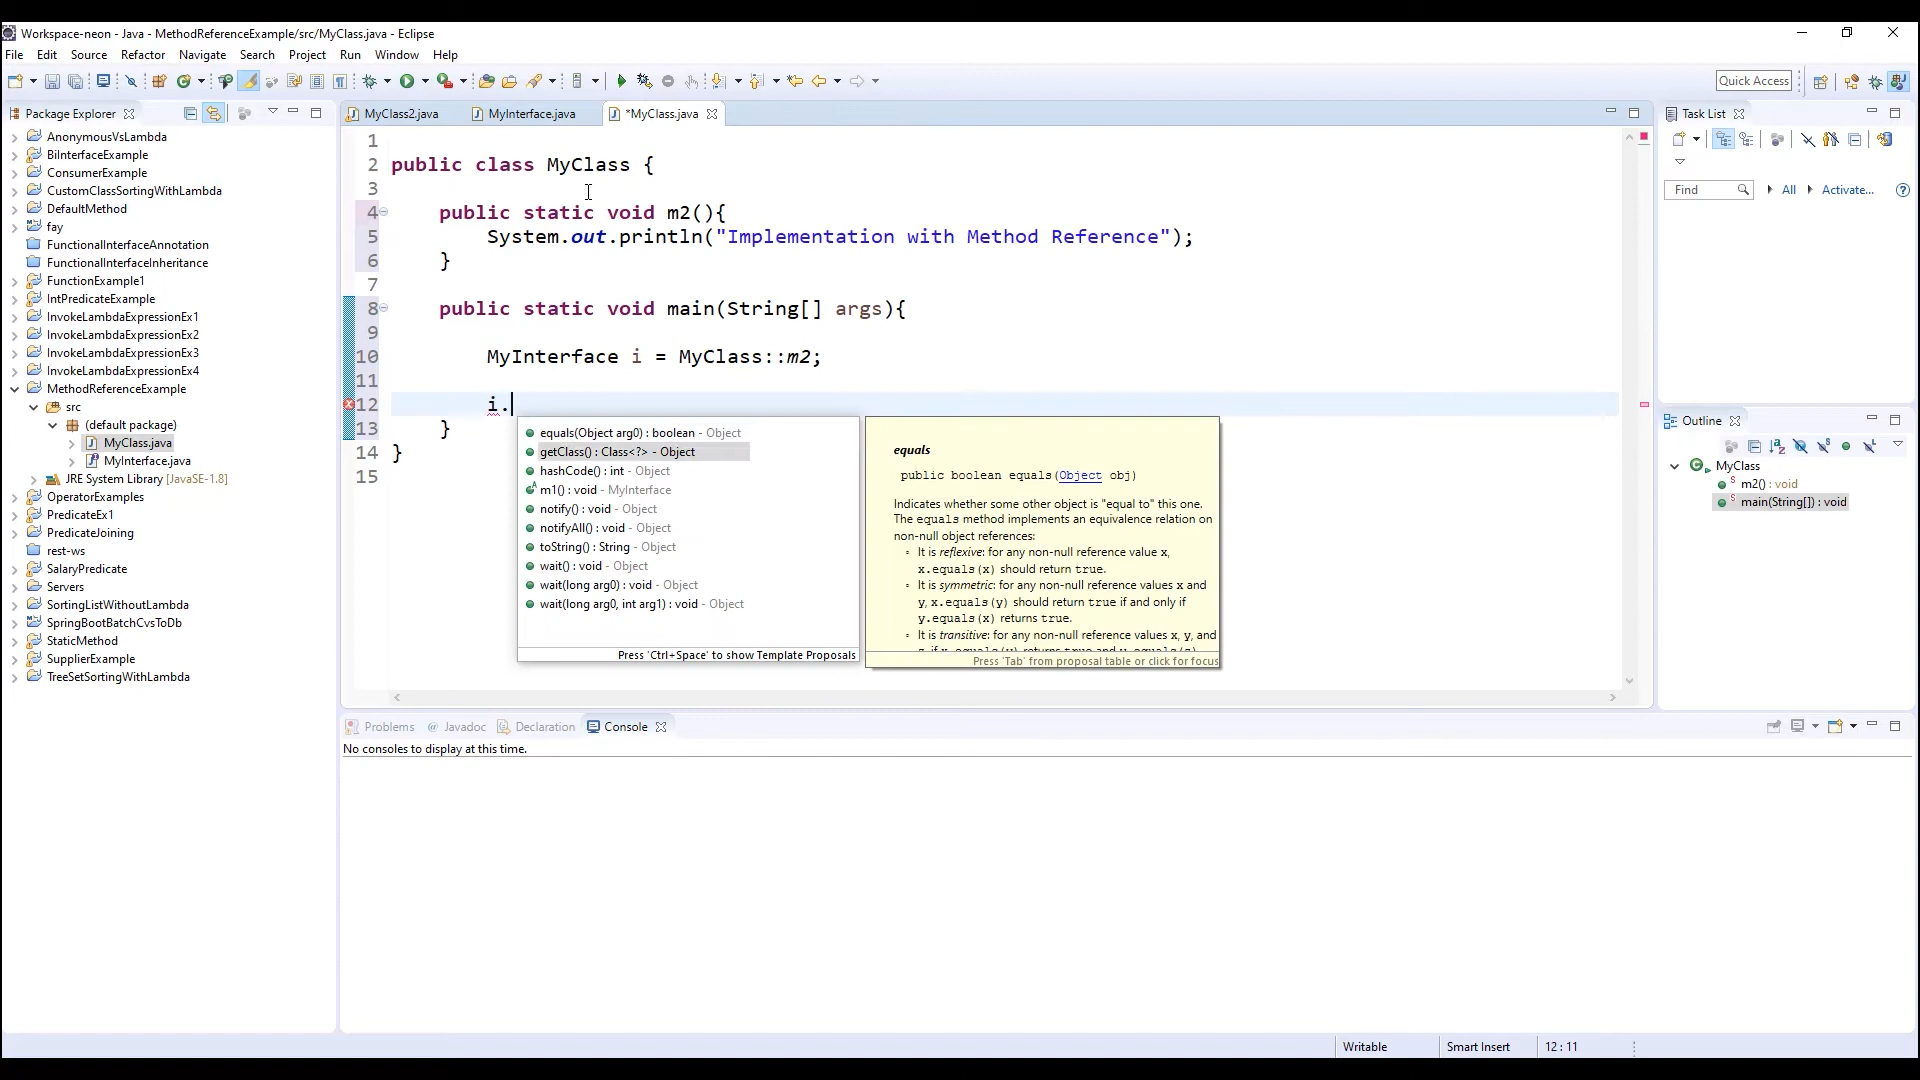 Workspace-neon - Java - MethodReferenceExample/src/MyClass.java - Eclipse
File Edit Source Refactor Navigate Search Project Run Window Help
Quick Access
Package Explorer
AnonymousVsLambda
BiInterfaceExample
ConsumerExample
CustomClassSortingWithLambda
DefaultMethod
fay
FunctionalInterfaceAnnotation
FunctionalInterfaceInheritance
FunctionExample1
IntPredicateExample
InvokeLambdaExpressionEx1
InvokeLambdaExpressionEx2
InvokeLambdaExpressionEx3
InvokeLambdaExpressionEx4
MethodReferenceExample
src
(default package)
MyClass.java
MyInterface.java
JRE System Library [JavaSE-1.8]
OperatorExamples
PredicateEx1
PredicateJoining
rest-ws
SalaryPredicate
Servers
SortingListWithoutLambda
SpringBootBatchCvsToDb
StaticMethod
SupplierExample
TreeSetSortingWithLambda
MyClass2.java MyInterface.java *MyClass.java
1
2 public class MyClass {
3
4 public static void m2(){
5 System.out.println("Implementation with Method Reference");
6 }
7
8 public static void main(String[] args){
9
10 MyInterface i = MyClass::m2;
11
12 i.
13 }
14 }
15
equals(Object arg0) : boolean - Object
getClass() : Class<?> - Object
hashCode() : int - Object
m1() : void - MyInterface
notify() : void - Object
notifyAll() : void - Object
toString() : String - Object
wait() : void - Object
wait(long arg0) : void - Object
wait(long arg0, int arg1) : void - Object
Press 'Ctrl+Space' to show Template Proposals
equals
public boolean equals(Object obj)
Indicates whether some other object is "equal to" this one.
The equals method implements an equivalence relation on
non-null object references:
It is reflexive: for any non-null reference value x,
x.equals(x) should return true.
It is symmetric: for any non-null reference values x and
y, x.equals(y) should return true if and only if
y.equals(x) returns true.
It is transitive: for any non-null reference values x, y, and
Press 'Tab' from proposal table or click for focus
Task List
Find All Activate...
Outline
MyClass
m2() : void
main(String[]) : void
Problems @ Javadoc Declaration Console
No consoles to display at this time.
Writable Smart Insert 12 : 11